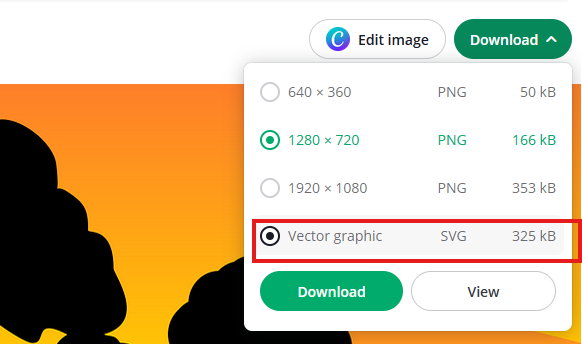 Edit image
Download
640 × 360 PNG 50 kB
1280 × 720 PNG 166 kB
1920 × 1080 PNG 353 kB
Vector graphic SVG 325 kB
Download
View